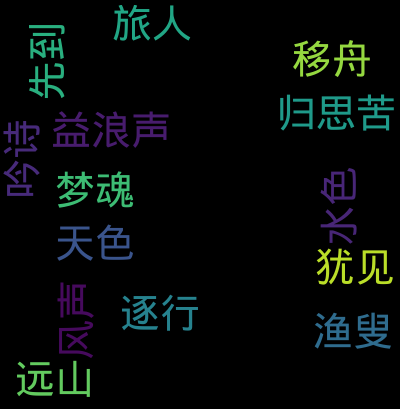 旅人
先到
移舟
归思苦
益浪声
吟诗
梦魂
水色
天色
犹见
风声
逐行
渔叟
远山